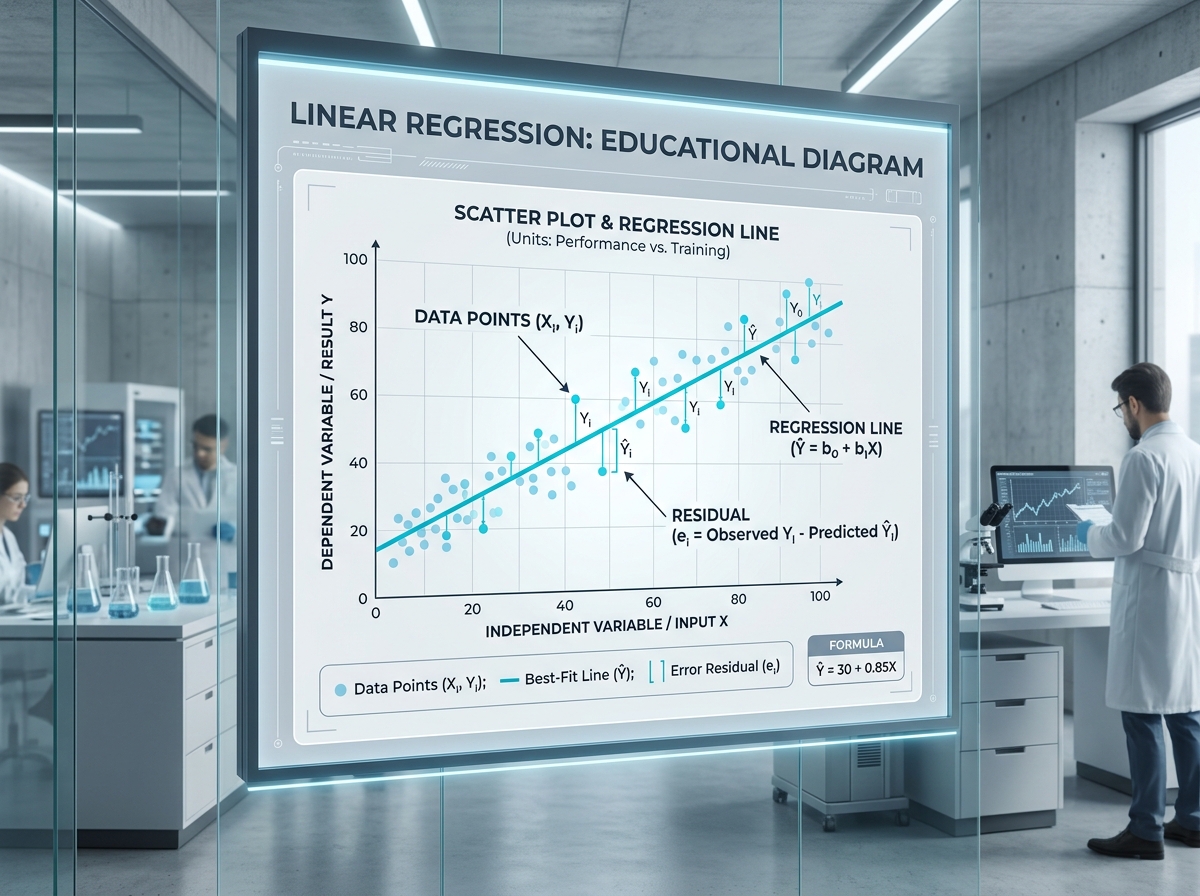 LINEAR REGRESSION: EDUCATIONAL DIAGRAM
SCATTER PLOT & REGRESSION LINE
(Units: Performance vs. Training)
DEPENDENT VARIABLE / RESULT Y
100
80
60
40
20
0
DATA POINTS (Xᵢ, Yᵢ)
Yᵢ
Yᵢ
Ŷᵢ
Yᵢ
Yᵢ
Ŷ
Y₀
Yᵢ
REGRESSION LINE
(Ŷ = b₀ + bᵢX)
RESIDUAL
(eᵢ = Observed Yᵢ - Predicted Ŷᵢ)
0
20
40
60
80
100
INDEPENDENT VARIABLE / INPUT X
Data Points (Xᵢ, Yᵢ);
Best-Fit Line (Ŷ);
Error Residual (eᵢ)
FORMULA
Ŷ = 30 + 0.85X